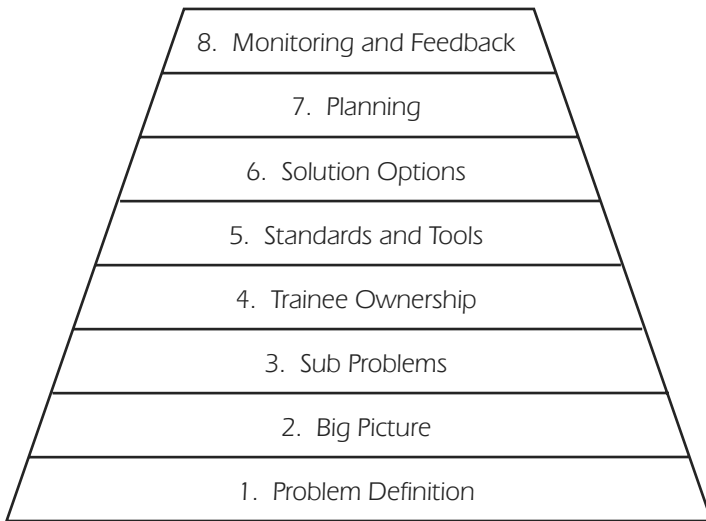 8. Monitoring and Feedback
7. Planning
6. Solution Options
5. Standards and Tools
4. Trainee Ownership
3. Sub Problems
2. Big Picture
1. Problem Definition